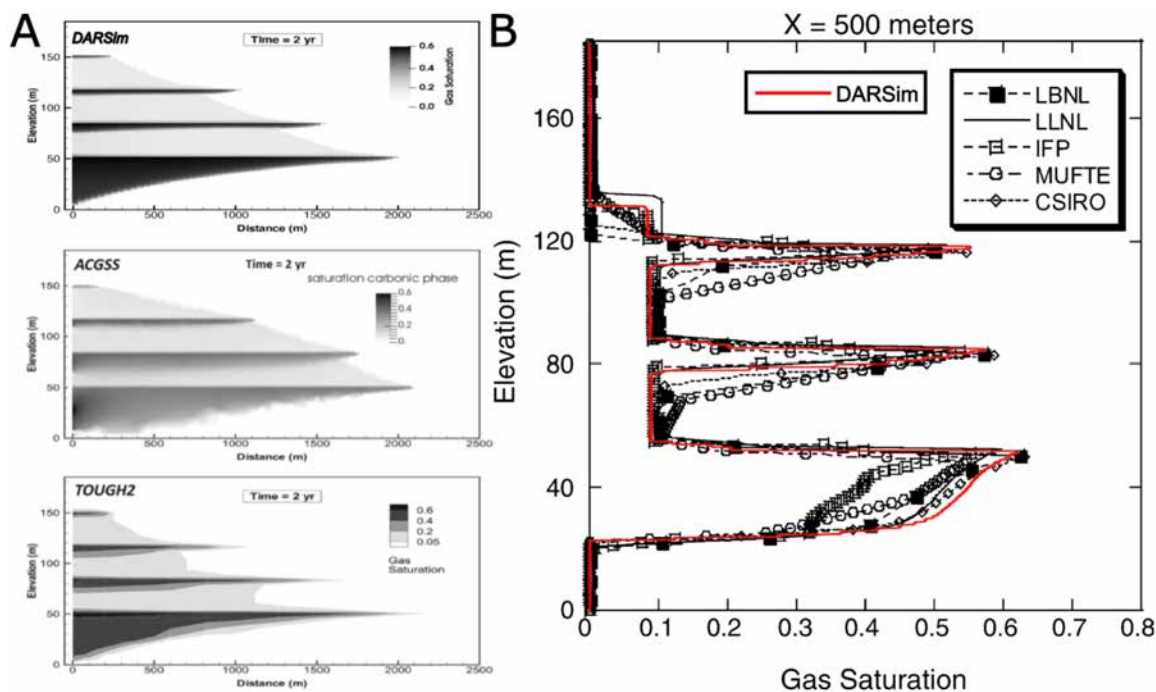 A
DARSim
Time = 2 yr
Elevation (m)
150
100
50
0
0.6
0.4
0.2
0.0
Gas Saturation
0
500
1000
1500
2000
2500
Distance (m)
ACGSS
Time = 2 yr
saturation carbonic phase
Elevation (m)
150
100
50
0
0.6
0.4
0.2
0.
0
500
1000
1500
2000
2500
Distance (m)
TOUGH2
Time = 2 yr
Elevation (m)
150
100
50
0
0.6
0.4
0.2
0.05
Gas
Saturation
0
500
1000
1500
2000
2500
Distance (m)
B
X = 500 meters
DARSim
LBNL
LLNL
IFP
MUFTE
CSIRO
Elevation (m)
160
120
80
40
0
0
0.1
0.2
0.3
0.4
0.5
0.6
0.7
0.8
Gas Saturation